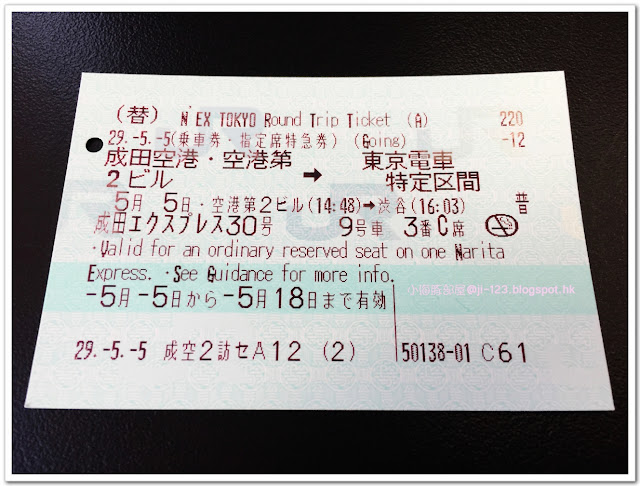 （替） N'EX TOKYO Round Trip Ticket (A) 220
29.-5.-5(乗車券・指定席特急券) (Going) -12
成田空港・空港第２ビル → 東京電車特定区間
5月 5日・空港第2ビル(14:48)→渋谷(16:03) 普
成田エクスプレス30号 9号車 3番C席
・Valid for an ordinary reserved seat on one Narita
Express. ・See Guidance for more info.
-5月-5日から-5月18日まで有効
小御厨部屋@ji-123.blogspot.hk
29.-5.-5 成空2訪セA12 (2) 50138-01 C61